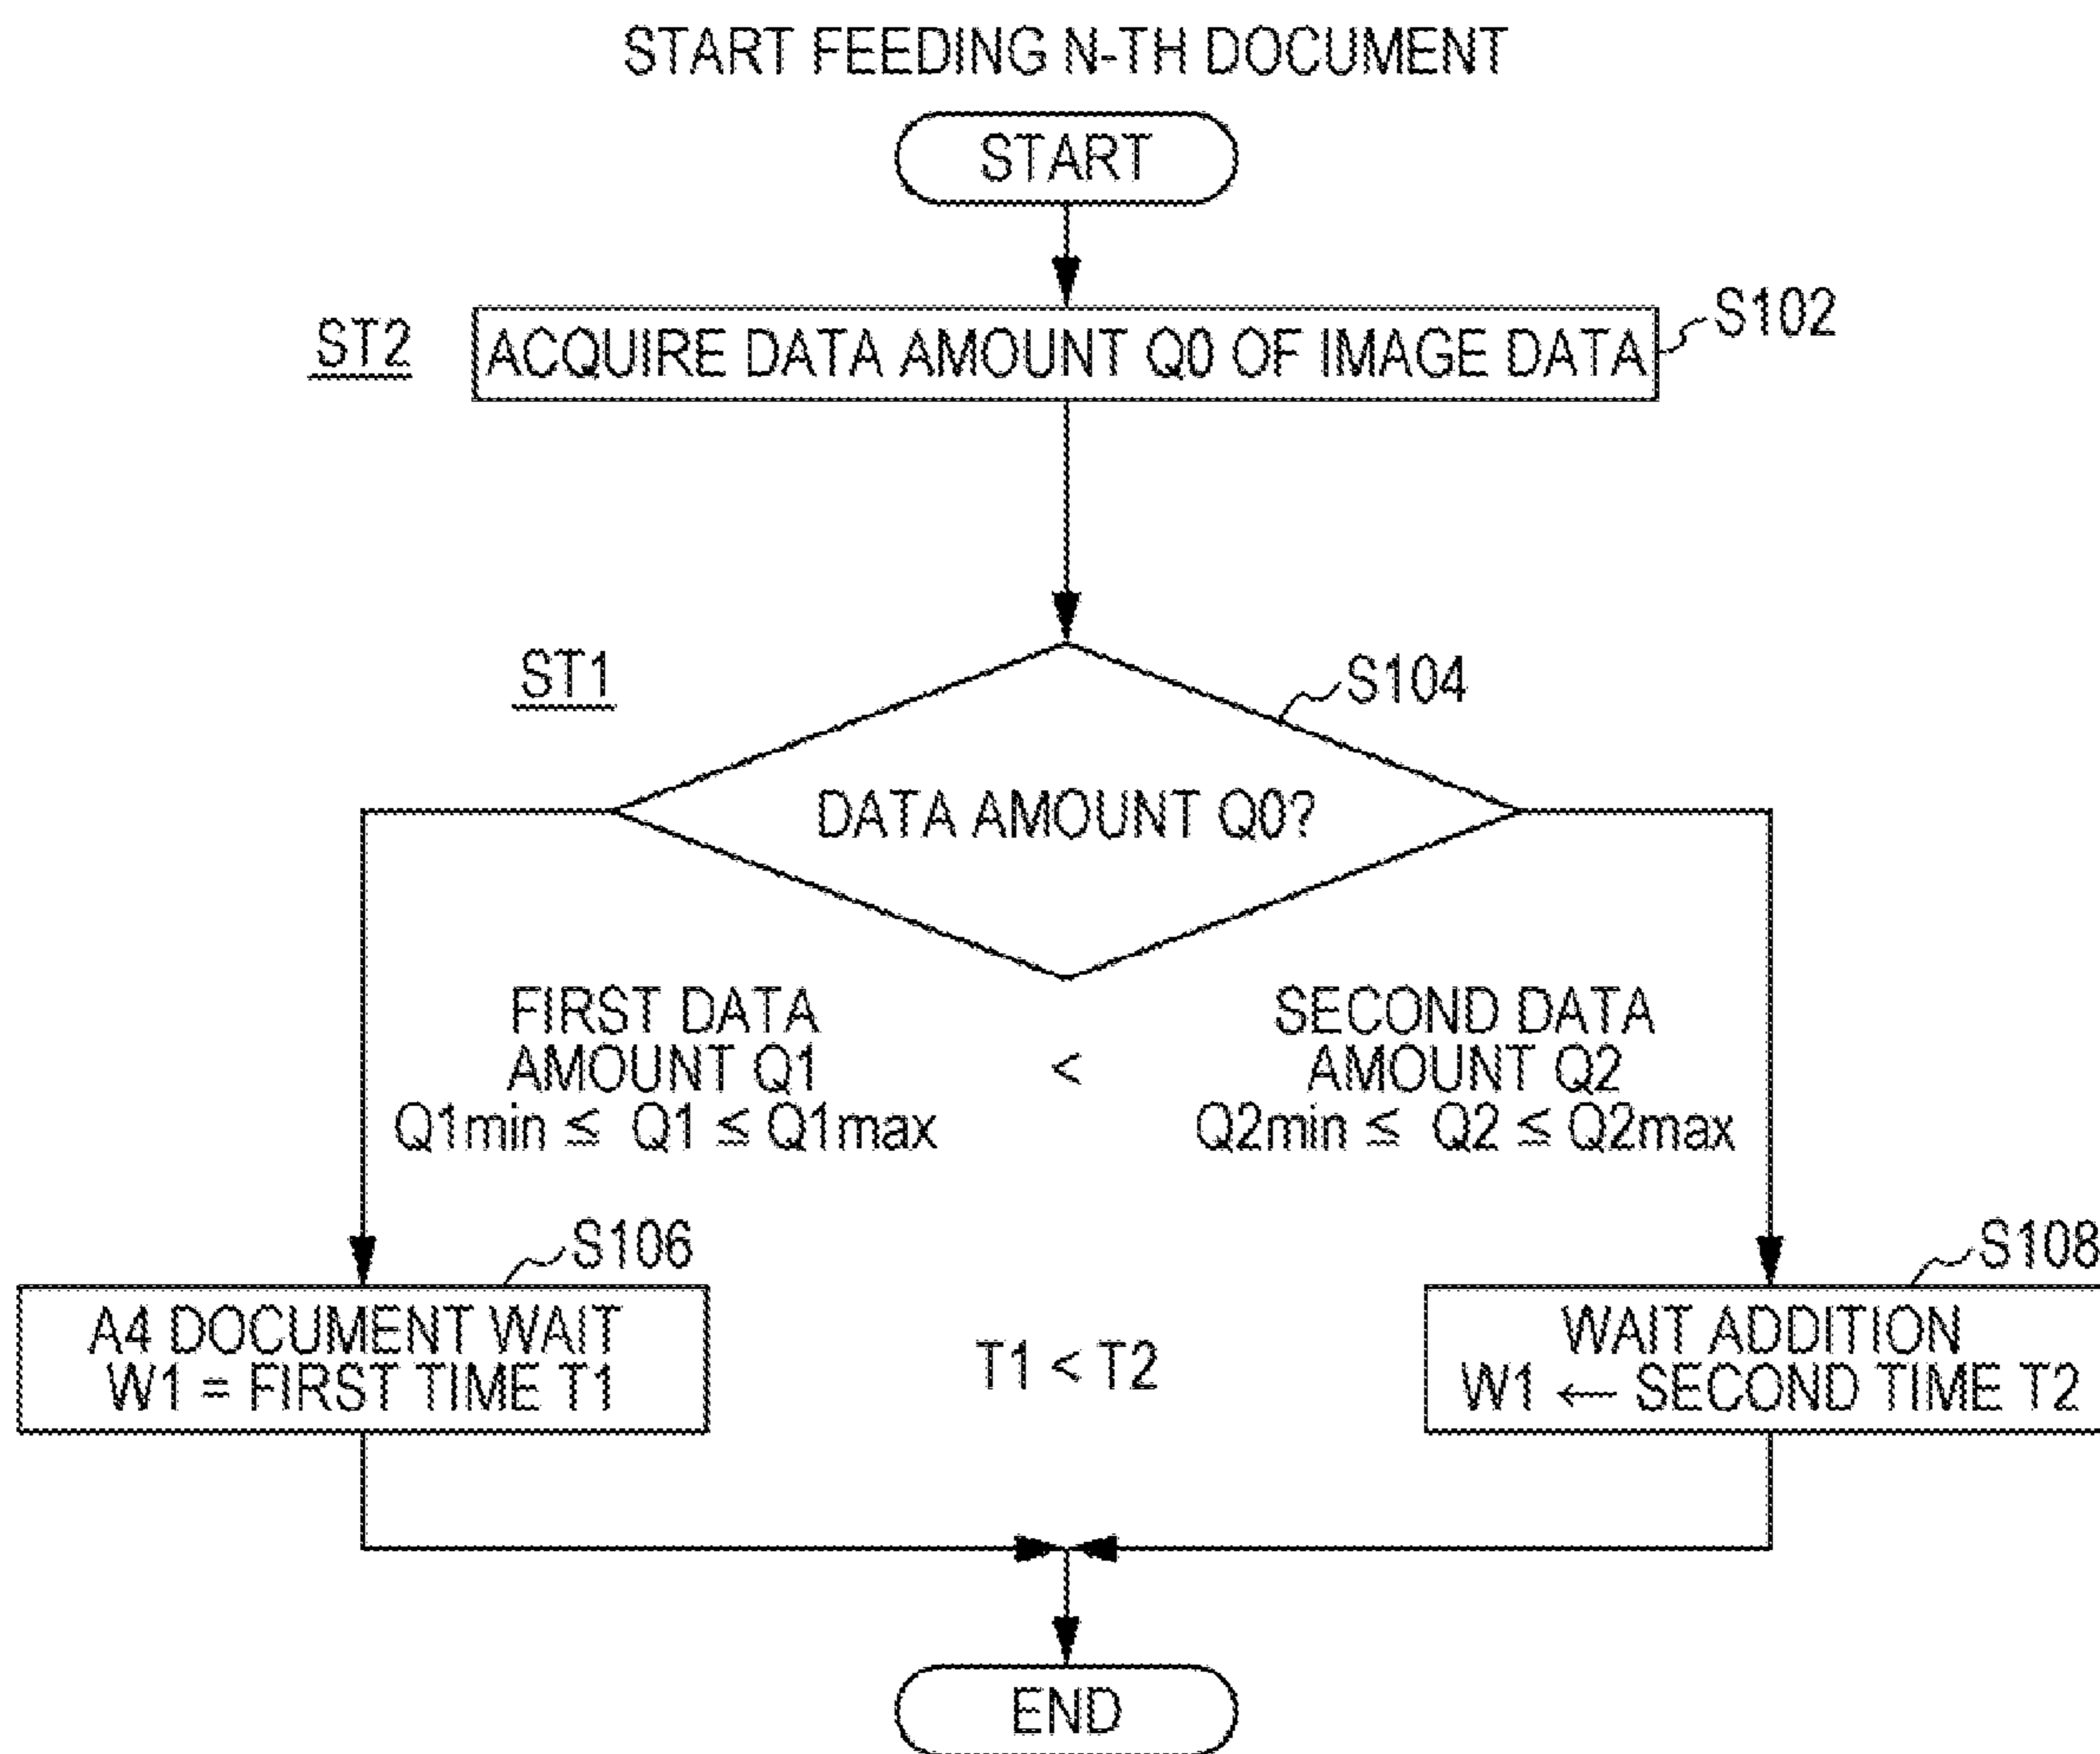 START FEEDING N-TH DOCUMENT
START
S102
ST2
ACQUIRE DATA AMOUNT Q0 OF IMAGE DATA
ST1
S104
DATA AMOUNT Q0?
FIRST DATA
AMOUNT Q1
Q1min ≦ Q1 ≦ Q1max
<
SECOND DATA
AMOUNT Q2
Q2min ≦ Q2 ≦ Q2max
S106
A4 DOCUMENT WAIT
W1 = FIRST TIME T1
T1 < T2
S108
WAIT ADDITION
W1 ← SECOND TIME T2
END